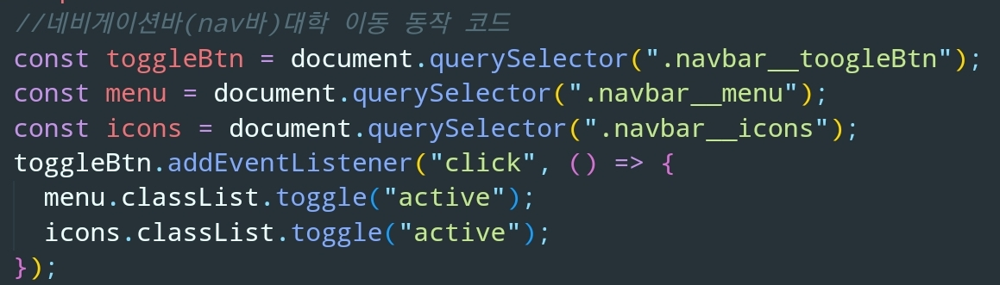 //네비게이션바(nav바)대학 이동 동작 코드
const toggleBtn = document.querySelector(".navbar__toogleBtn");
const menu = document.querySelector(".navbar__menu");
const icons = document.querySelector(".navbar__icons");
toggleBtn.addEventListener("click", () => {
  menu.classList.toggle("active");
  icons.classList.toggle("active");
});